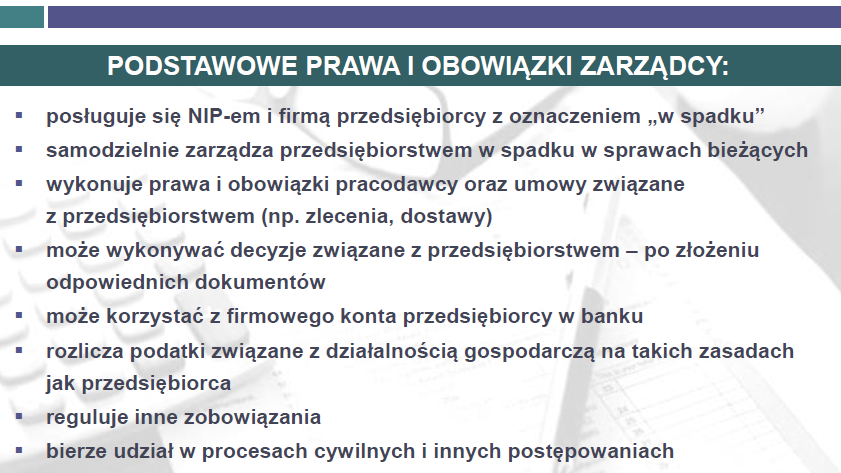 PODSTAWOWE PRAWA I OBOWIĄZKI ZARZĄDCY:
▪ posługuje się NIP-em i firmą przedsiębiorcy z oznaczeniem „w spadku”
▪ samodzielnie zarządza przedsiębiorstwem w spadku w sprawach bieżących
▪ wykonuje prawa i obowiązki pracodawcy oraz umowy związane
z przedsiębiorstwem (np. zlecenia, dostawy)
▪ może wykonywać decyzje związane z przedsiębiorstwem – po złożeniu
odpowiednich dokumentów
▪ może korzystać z firmowego konta przedsiębiorcy w banku
▪ rozlicza podatki związane z działalnością gospodarczą na takich zasadach
jak przedsiębiorca
▪ reguluje inne zobowiązania
▪ bierze udział w procesach cywilnych i innych postępowaniach